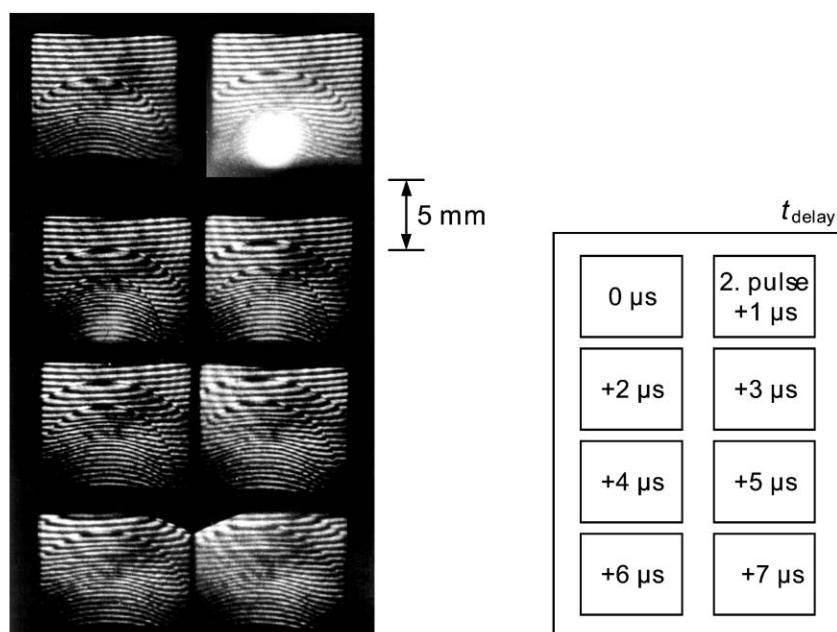 5 mm
t delay
0 µs
2. pulse
+1 µs
+2 µs
+3 µs
+4 µs
+5 µs
+6 µs
+7 µs